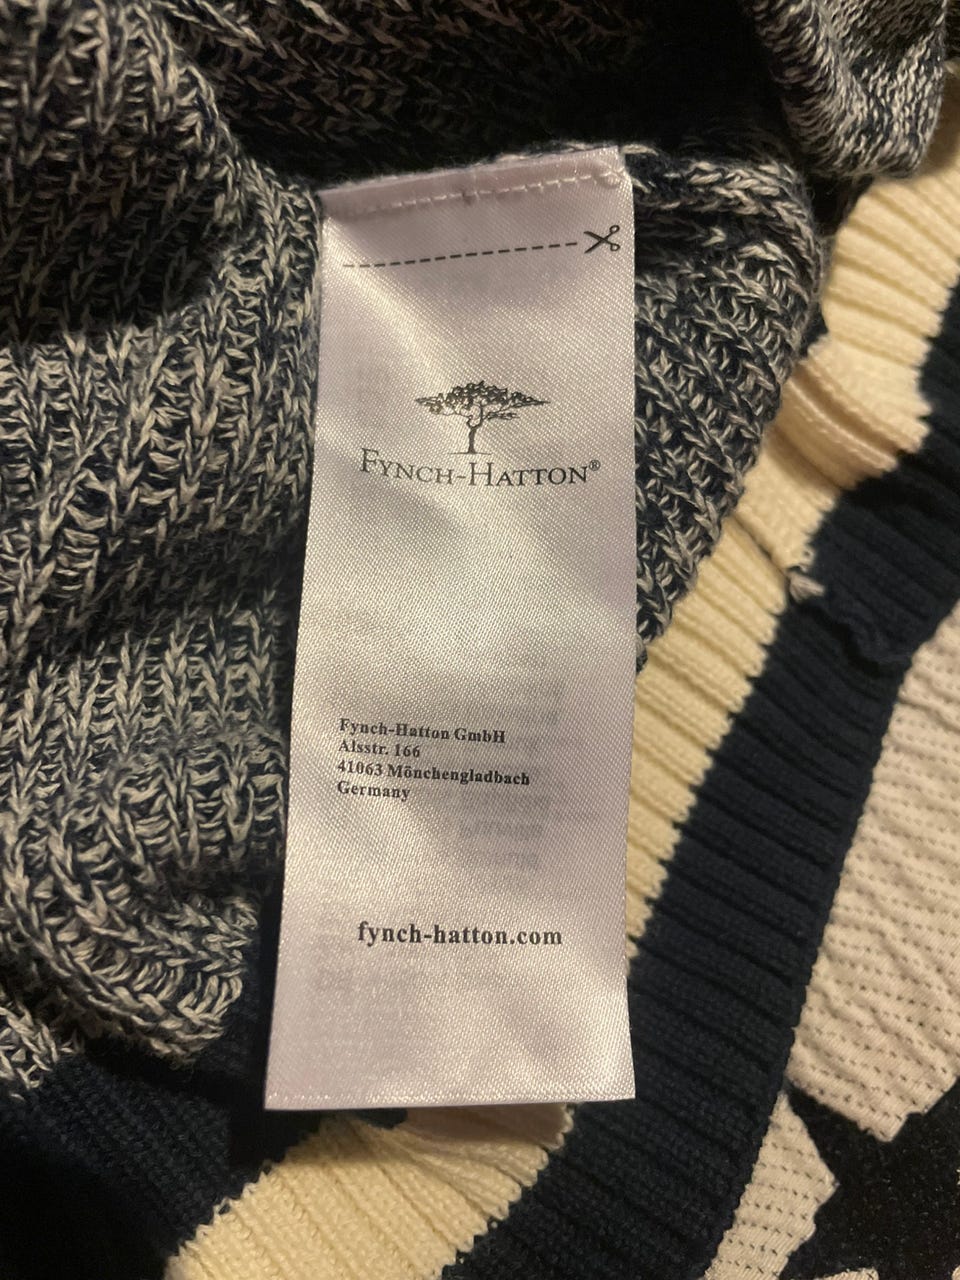 FYNCH-HATTON®
Fynch-Hatton GmbH
Alsstr. 166
41063 Mönchengladbach
Germany
fynch-hatton.com